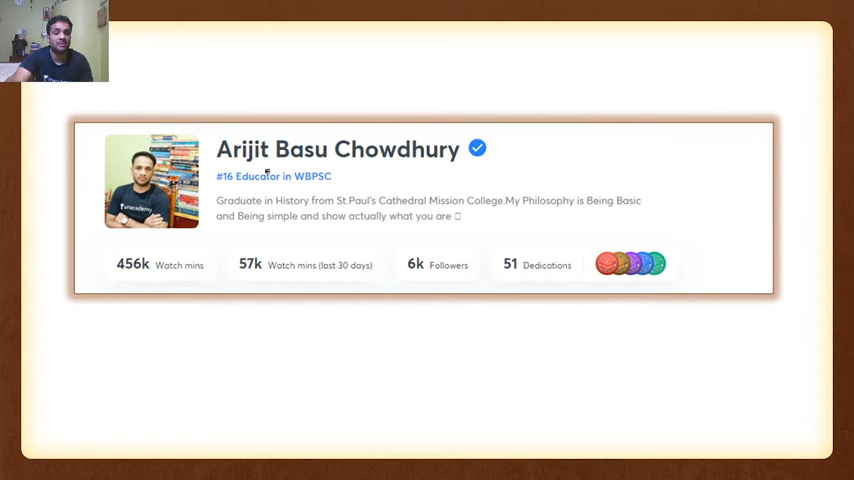 Arijit Basu Chowdhury
#16 Educator in WBPSC
Graduate in History from St.Paul's Cathedral Mission College.My Philosophy is Being Basic
and Being simple and show actually what you are
456k Watch mins
57k Watch mins (last 30 days)
6k Followers
51 Dedications
unacademy